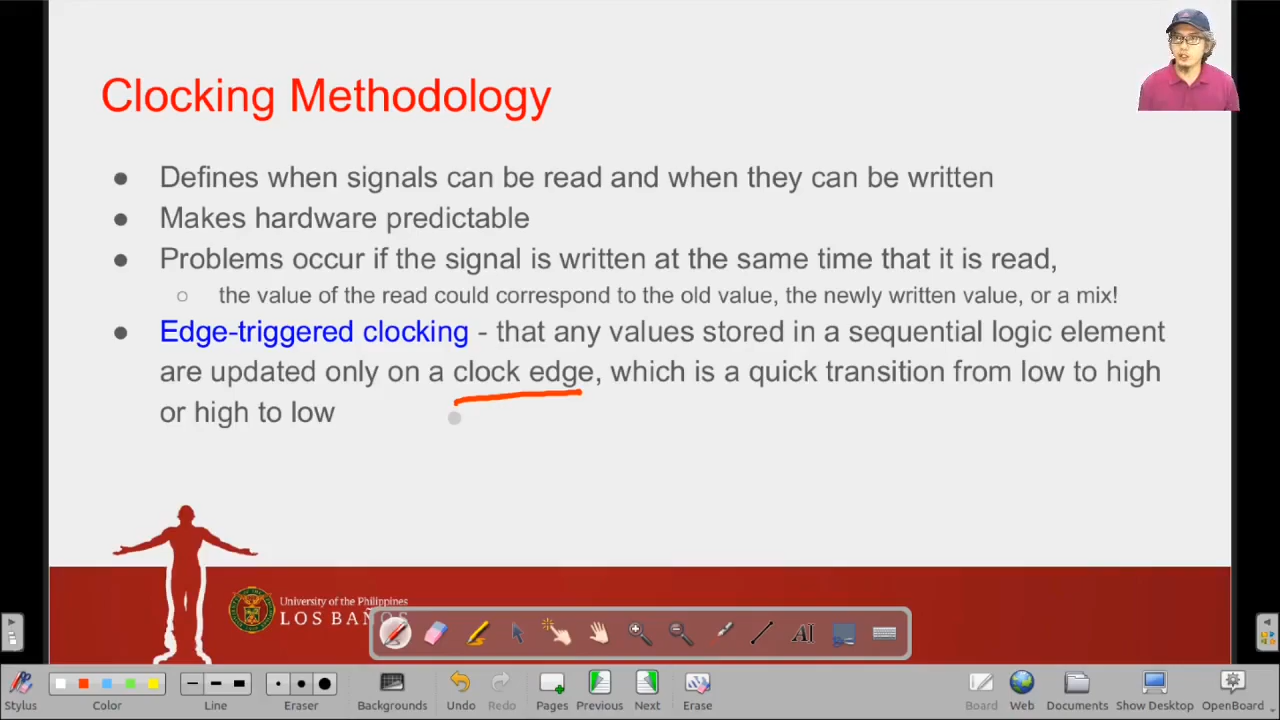 Clocking Methodology
● Defines when signals can be read and when they can be written
● Makes hardware predictable
● Problems occur if the signal is written at the same time that it is read,
○ the value of the read could correspond to the old value, the newly written value, or a mix!
● Edge-triggered clocking - that any values stored in a sequential logic element
are updated only on a clock edge, which is a quick transition from low to high
or high to low
University of the Philippines
LOS BAÑOS
Stylus Color Line Eraser Backgrounds Undo Redo Pages Previous Next Erase Board Web Documents Show Desktop OpenBoard